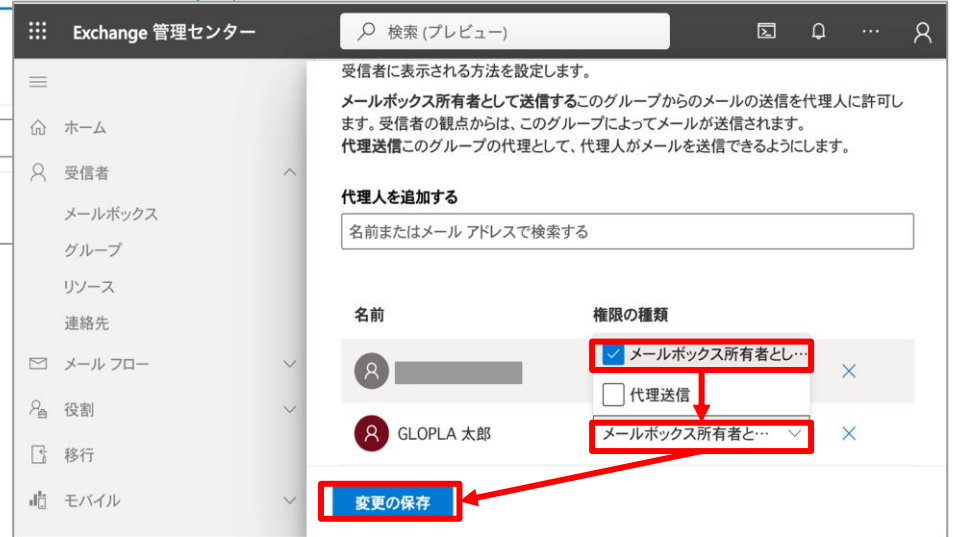 Exchange 管理センター
検索 (プレビュー)
受信者に表示される方法を設定します。
メールボックス所有者として送信するこのグループからのメールの送信を代理人に許可し
ます。受信者の観点からは、このグループによってメールが送信されます。
代理送信このグループの代理として、代理人がメールを送信できるようにします。
ホーム
受信者
メールボックス
グループ
リソース
連絡先
メール フロー
役割
移行
モバイル
代理人を追加する
名前またはメール アドレスで検索する
名前
権限の種類
メールボックス所有者とし…
代理送信
GLOPLA 太郎
メールボックス所有者と…
変更の保存